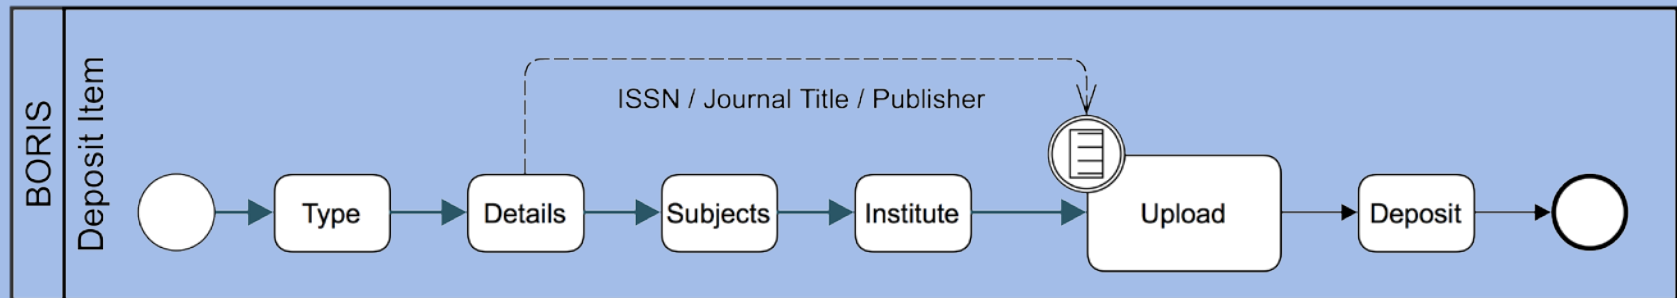 BORIS
Deposit Item
ISSN / Journal Title / Publisher
Type
Details
Subjects
Institute
Upload
Deposit